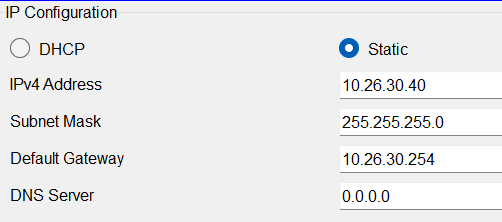 IP Configuration
DHCP Static
IPv4 Address 10.26.30.40
Subnet Mask 255.255.255.0
Default Gateway 10.26.30.254
DNS Server 0.0.0.0